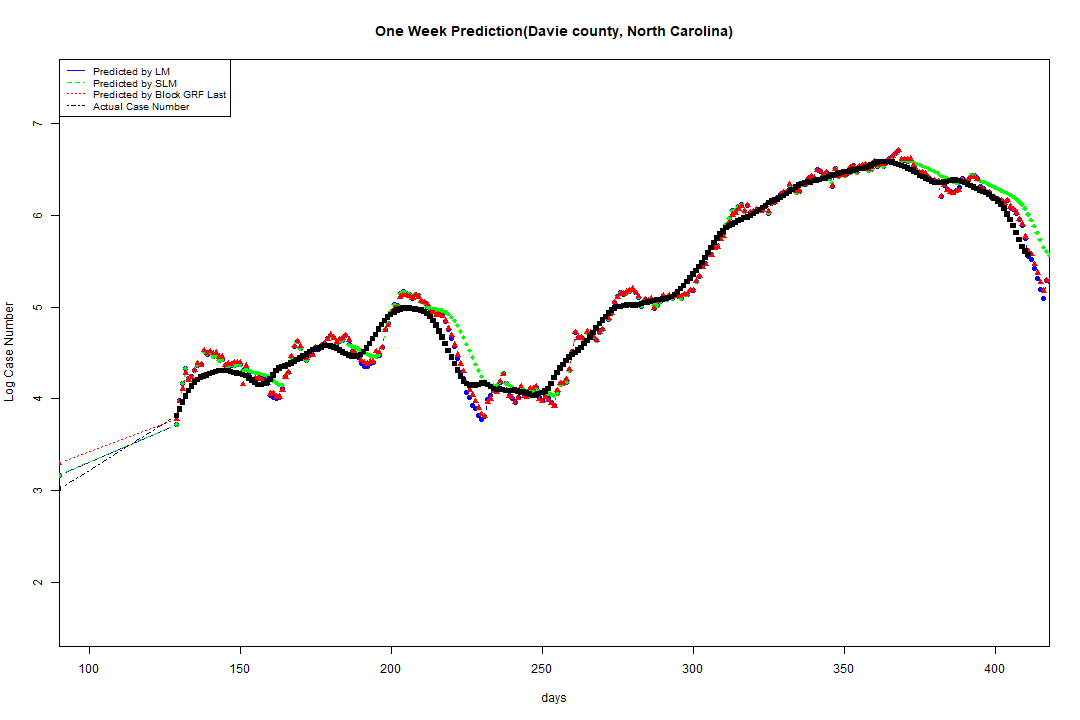 One Week Prediction(Davie county, North Carolina)
Predicted by LM
Predicted by SLM
Predicted by Block GRF Last
Actual Case Number
7
6
5
4
3
2
Log Case Number
100 150 200 250 300 350 400
days